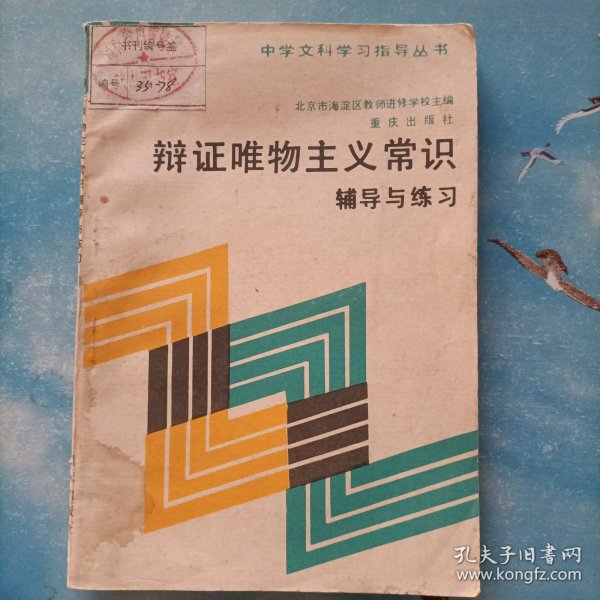 书刊编号签
编号 35-78
中学文科学习指导丛书
北京市海淀区教师进修学校主编
重庆出版社
辩证唯物主义常识
辅导与练习
孔夫子旧书网
www.kongfz.com